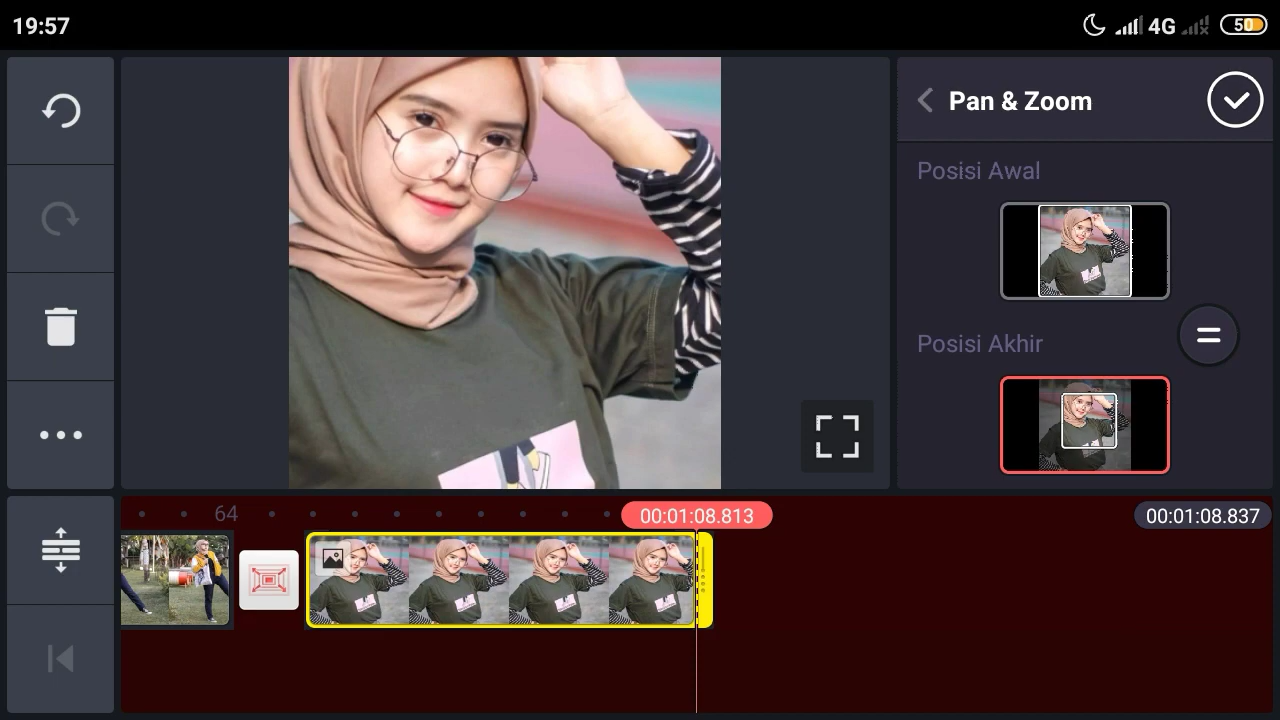 19:57
4G
50
Pan & Zoom
Posisi Awal
Posisi Akhir
64
00:01:08.813
00:01:08.837